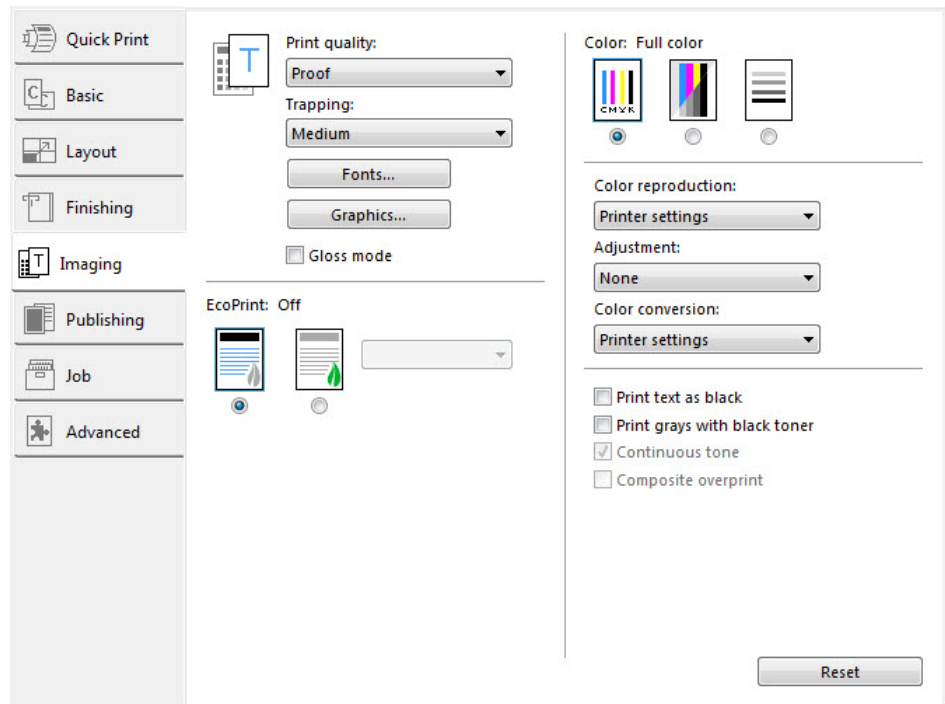 Quick Print
Basic
Layout
Finishing
Imaging
Publishing
Job
Advanced
T
Print quality:
Proof
Trapping:
Medium
Fonts...
Graphics...
Gloss mode
EcoPrint: Off
Color: Full color
CMYK
Color reproduction:
Printer settings
Adjustment:
None
Color conversion:
Printer settings
Print text as black
Print grays with black toner
Continuous tone
Composite overprint
Reset